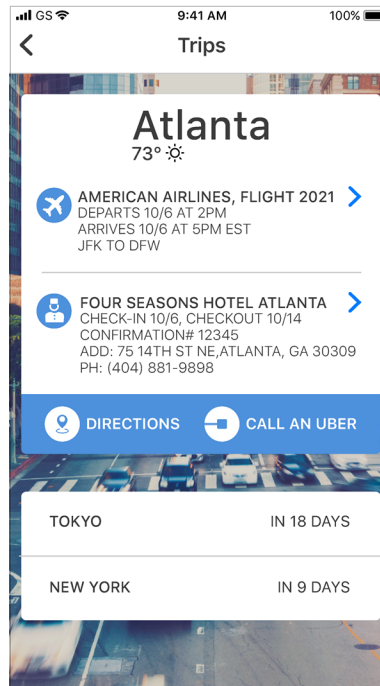 GS 9:41 AM 100%
Trips
Atlanta
73°
AMERICAN AIRLINES, FLIGHT 2021
DEPARTS 10/6 AT 2PM
ARRIVES 10/6 AT 5PM EST
JFK TO DFW
FOUR SEASONS HOTEL ATLANTA
CHECK-IN 10/6, CHECKOUT 10/14
CONFIRMATION# 12345
ADD: 75 14TH ST NE,ATLANTA, GA 30309
PH: (404) 881-9898
DIRECTIONS CALL AN UBER
TOKYO IN 18 DAYS
NEW YORK IN 9 DAYS